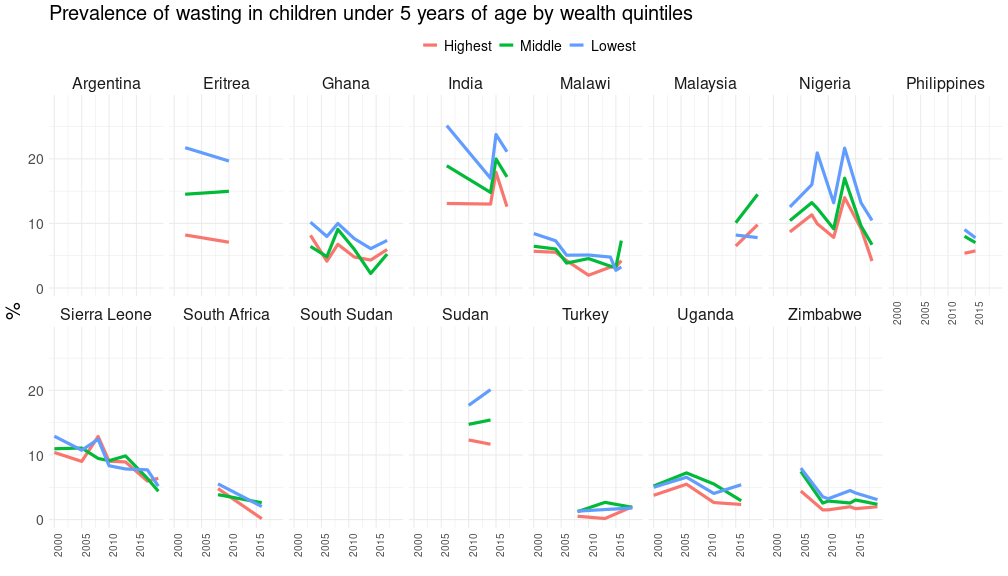 Prevalence of wasting in children under 5 years of age by wealth quintiles
Highest Middle Lowest
Argentina Eritrea Ghana India Malawi Malaysia Nigeria Philippines
20
10
0
2000 2005 2010 2015
%
Sierra Leone South Africa South Sudan Sudan Turkey Uganda Zimbabwe
20
10
0
2000 2005 2010 2015 2000 2005 2010 2015 2000 2005 2010 2015 2000 2005 2010 2015 2000 2005 2010 2015 2000 2005 2010 2015 2000 2005 2010 2015